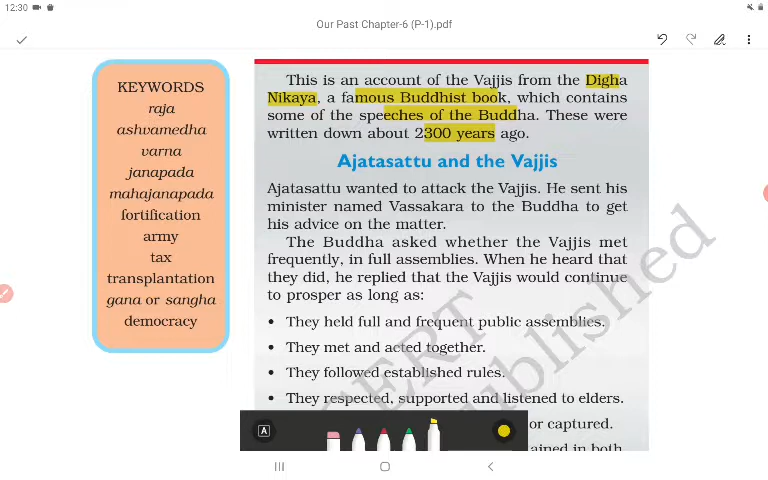 12:30
Our Past Chapter-6 (P-1).pdf
KEYWORDS
raja
ashvamedha
varna
janapada
mahajanapada
fortification
army
tax
transplantation
gana or sangha
democracy
This is an account of the Vajjis from the Digha
Nikaya, a famous Buddhist book, which contains
some of the speeches of the Buddha. These were
written down about 2300 years ago.
Ajatasattu and the Vajjis
Ajatasattu wanted to attack the Vajjis. He sent his
minister named Vassakara to the Buddha to get
his advice on the matter.
The Buddha asked whether the Vajjis met
frequently, in full assemblies. When he heard that
they did, he replied that the Vajjis would continue
to prosper as long as:
• They held full and frequent public assemblies.
• They met and acted together.
• They followed established rules.
• They respected, supported and listened to elders.
or captured.
in both
A